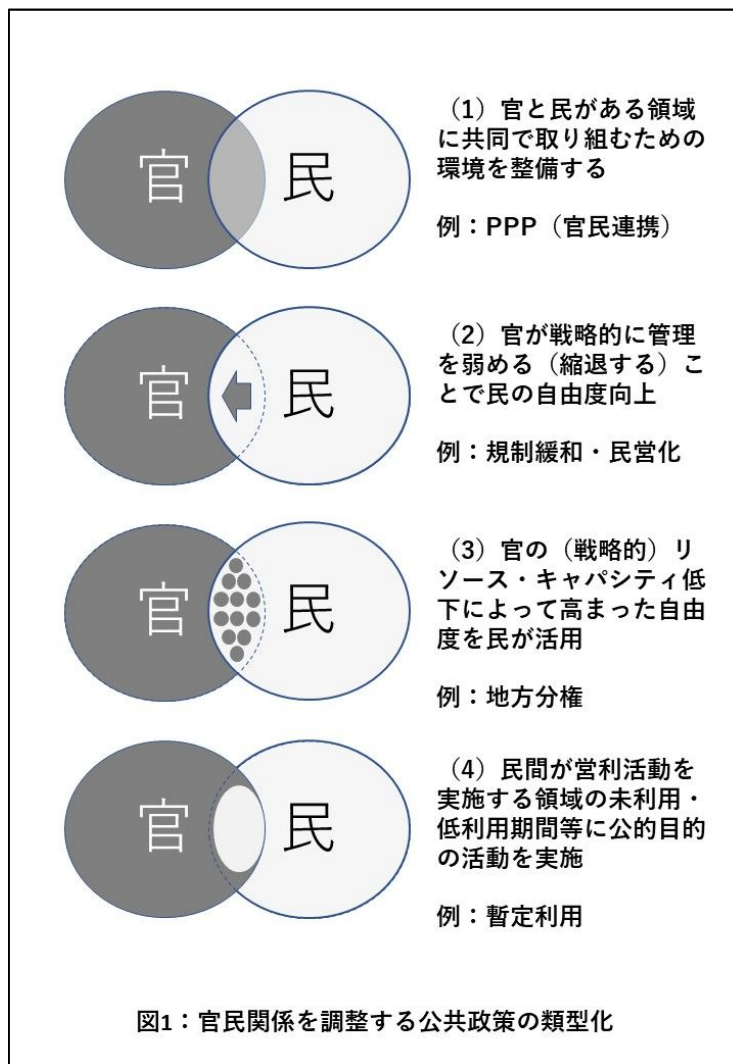 官 民
（1）官と民がある領域
に共同で取り組むための
環境を整備する
例：PPP（官民連携）
官 民
（2）官が戦略的に管理
を弱める（縮退する）こ
とで民の自由度向上
例：規制緩和・民営化
官 民
（3）官の（戦略的）リ
ソース・キャパシティ低
下によって高まった自由
度を民が活用
例：地方分権
官 民
（4）民間が営利活動を
実施する領域の未利用・
低利用期間等に公的目的
の活動を実施
例：暫定利用
図1：官民関係を調整する公共政策の類型化